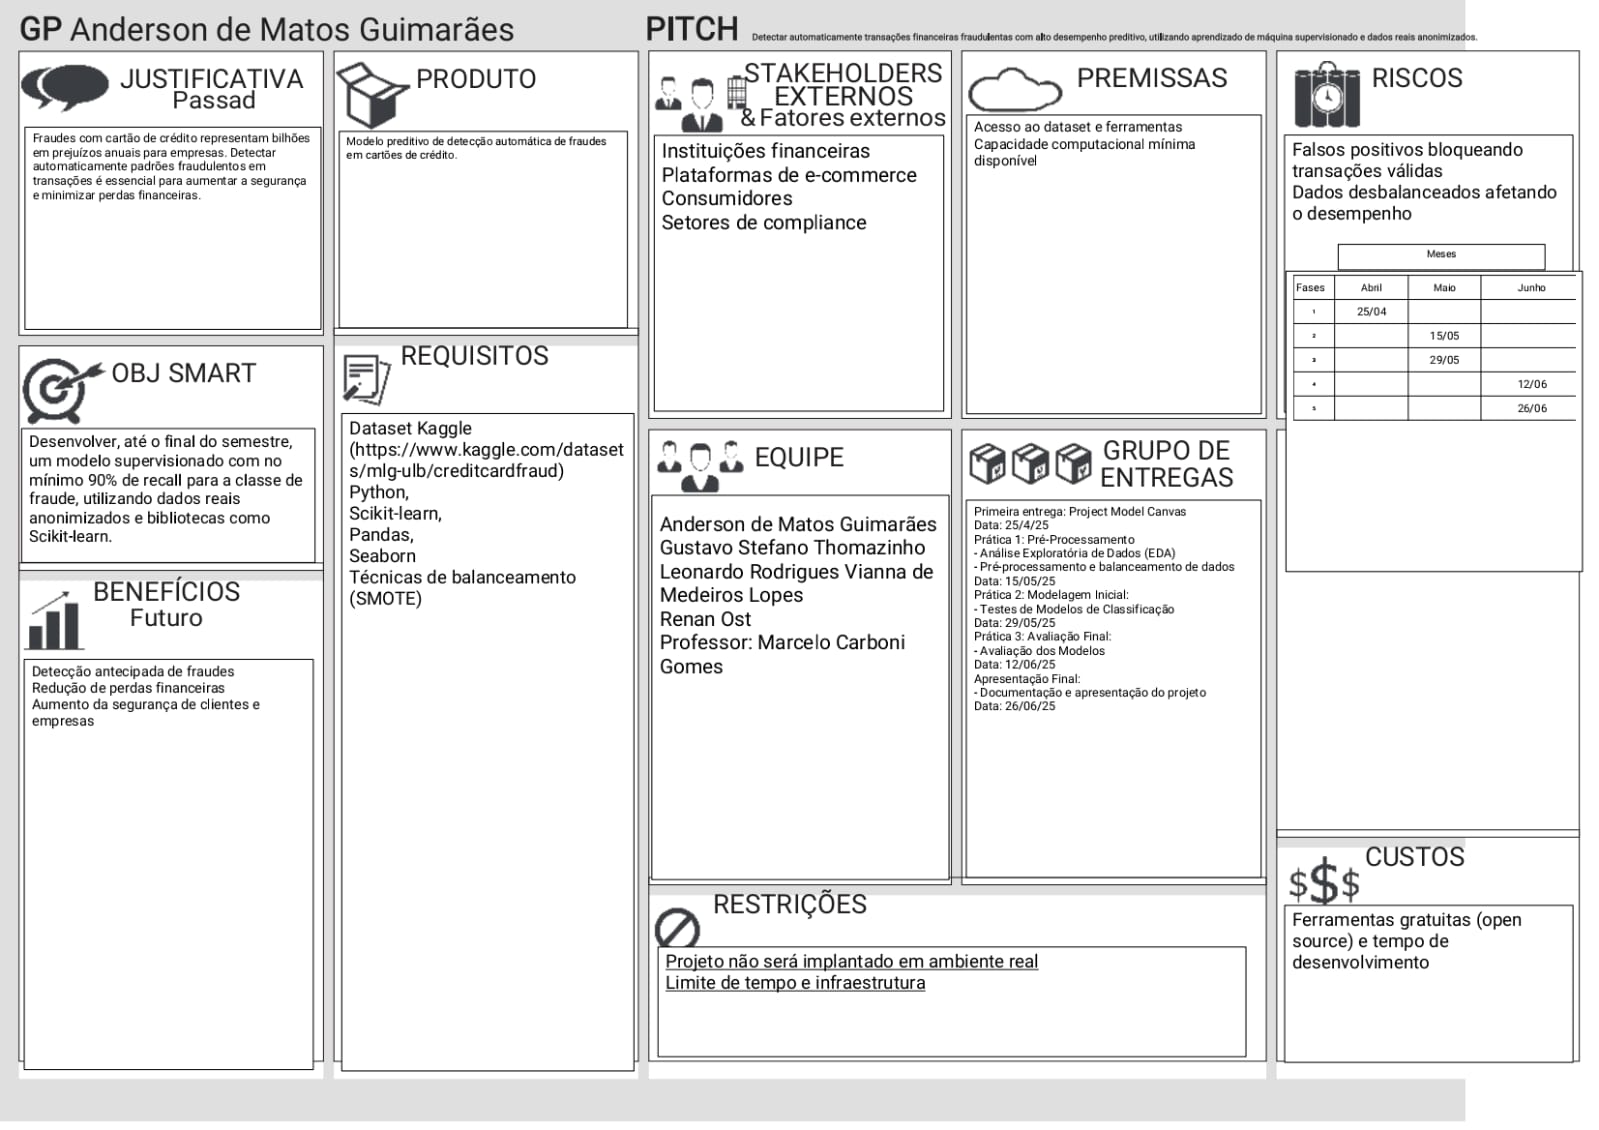 GP Anderson de Matos Guimarães
PITCH Detectar automaticamente transações financeiras fraudulentas com alto desempenho preditivo, utilizando aprendizado de máquina supervisionado e dados reais anonimizados.
JUSTIFICATIVA
Passad
Fraudes com cartão de crédito representam bilhões
em prejuízos anuais para empresas. Detectar
automaticamente padrões fraudulentos em
transações é essencial para aumentar a segurança
e minimizar perdas financeiras.
OBJ SMART
Desenvolver, até o final do semestre,
um modelo supervisionado com no
mínimo 90% de recall para a classe de
fraude, utilizando dados reais
anonimizados e bibliotecas como
Scikit-learn.
BENEFÍCIOS
Futuro
Detecção antecipada de fraudes
Redução de perdas financeiras
Aumento da segurança de clientes e
empresas
PRODUTO
Modelo preditivo de detecção automática de fraudes
em cartões de crédito.
REQUISITOS
Dataset Kaggle
(https://www.kaggle.com/dataset
s/mlg-ulb/creditcardfraud)
Python,
Scikit-learn,
Pandas,
Seaborn
Técnicas de balanceamento
(SMOTE)
STAKEHOLDERS
EXTERNOS
& Fatores externos
Instituições financeiras
Plataformas de e-commerce
Consumidores
Setores de compliance
EQUIPE
Anderson de Matos Guimarães
Gustavo Stefano Thomazinho
Leonardo Rodrigues Vianna de
Medeiros Lopes
Renan Ost
Professor: Marcelo Carboni
Gomes
PREMISSAS
Acesso ao dataset e ferramentas
Capacidade computacional mínima
disponível
GRUPO DE
ENTREGAS
Primeira entrega: Project Model Canvas
Data: 25/4/25
Prática 1: Pré-Processamento
- Análise Exploratória de Dados (EDA)
- Pré-processamento e balanceamento de dados
Data: 15/05/25
Prática 2: Modelagem Inicial:
- Testes de Modelos de Classificação
Data: 29/05/25
Prática 3: Avaliação Final:
- Avaliação dos Modelos
Data: 12/06/25
Apresentação Final:
- Documentação e apresentação do projeto
Data: 26/06/25
RESTRIÇÕES
Projeto não será implantado em ambiente real
Limite de tempo e infraestrutura
RISCOS
Falsos positivos bloqueando
transações válidas
Dados desbalanceados afetando
o desempenho
Meses
Fases Abril Maio Junho
1 25/04
2 15/05
3 29/05
4 12/06
5 26/06
CUSTOS
$$$
Ferramentas gratuitas (open
source) e tempo de
desenvolvimento